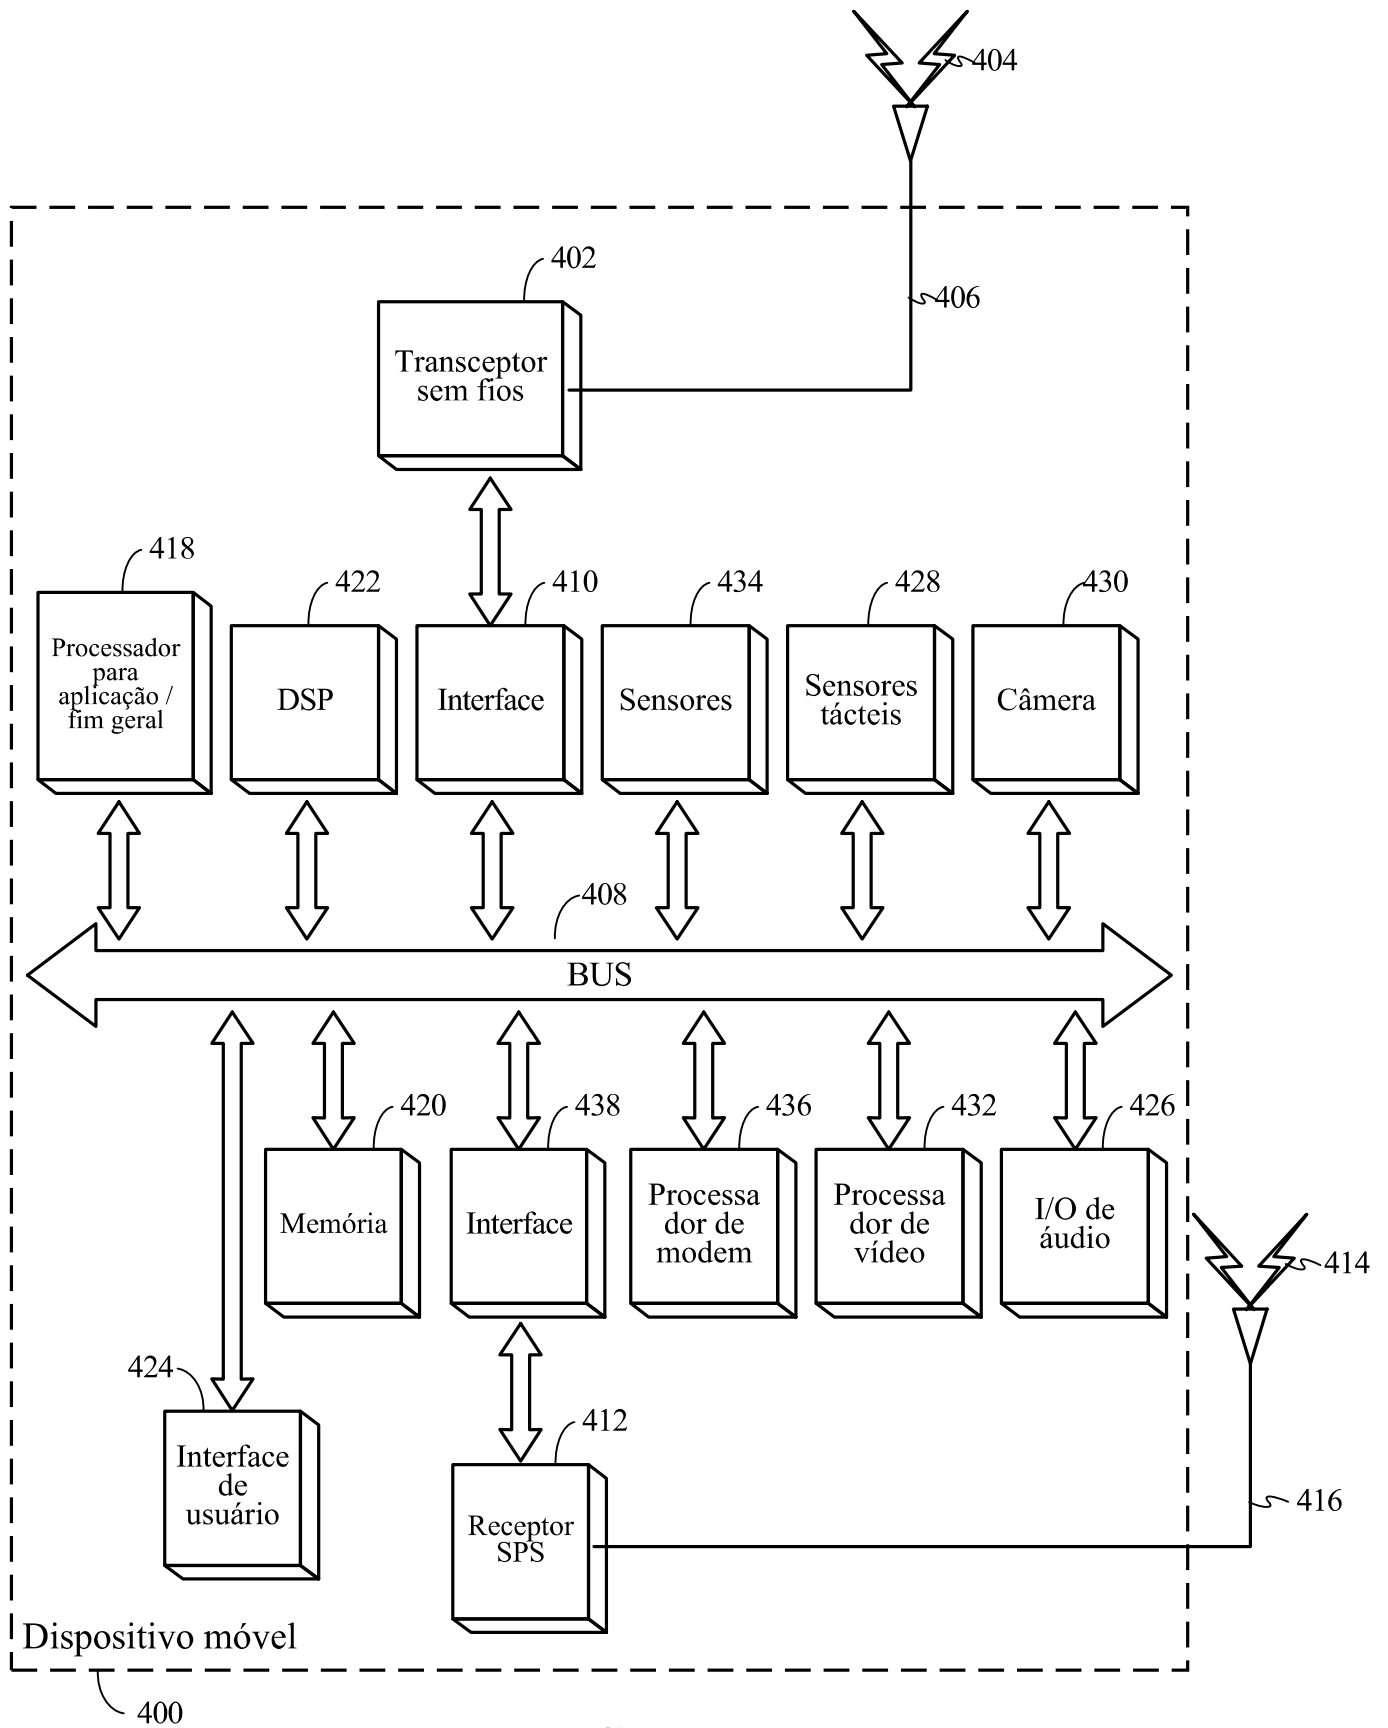 404
402
406
Transceptor
sem fios
418
422
410
434
428
430
Processador
para
aplicação /
fim geral
DSP
Interface
Sensores
Sensores
tácteis
Câmera
408
BUS
420
438
436
432
426
Memória
Interface
Processa
dor de
modem
Processa
dor de
vídeo
I/O de
áudio
414
424
412
Interface
de
usuário
Receptor
SPS
416
Dispositivo móvel
400